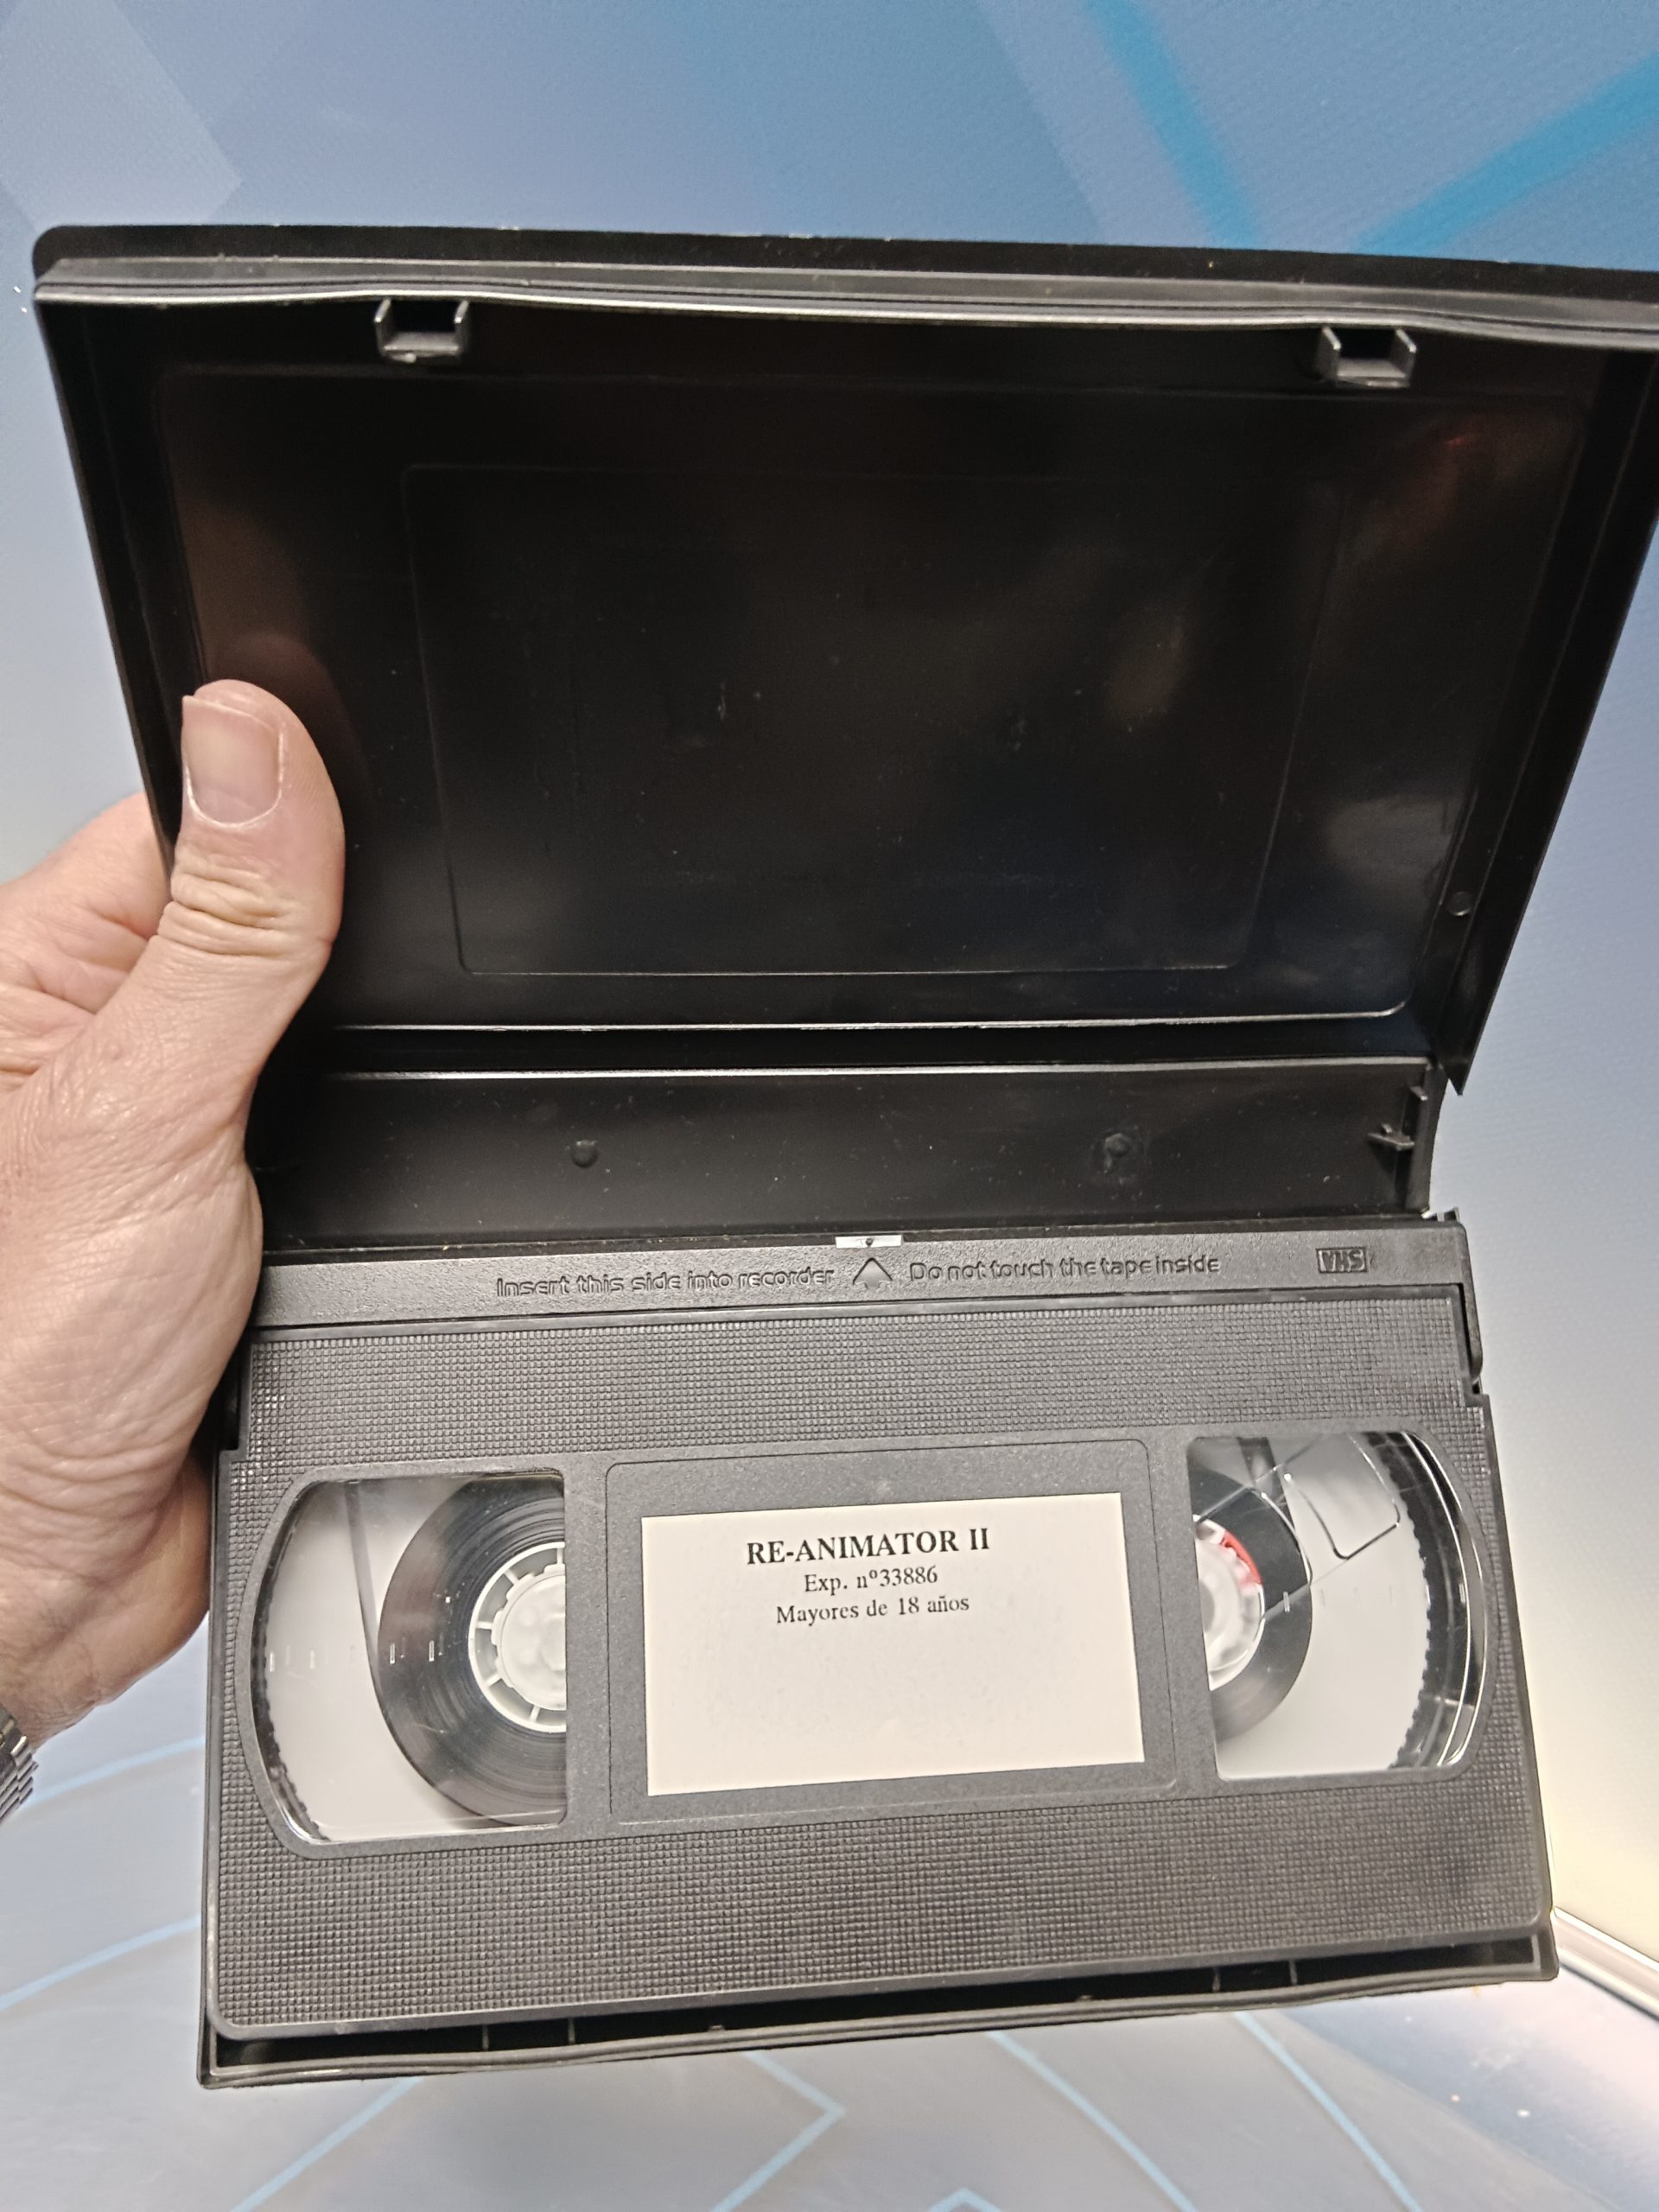 Insert this side into recorder Do not touch the tape inside VHS
RE-ANIMATOR II
Exp. nº33886
Mayores de 18 años